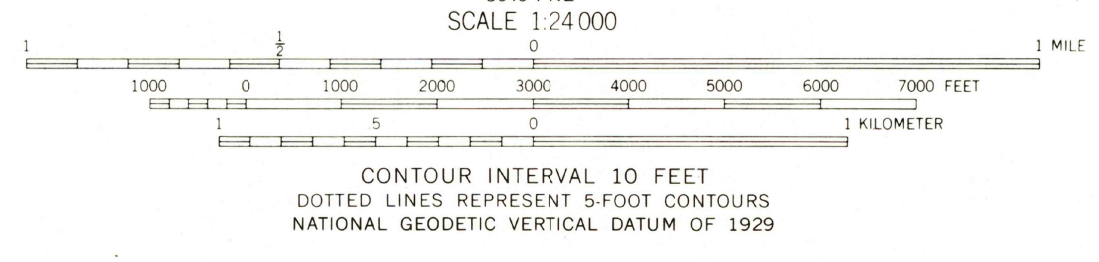 SCALE 1:24 000
1 1/2 0 1 MILE
1000 0 1000 2000 3000 4000 5000 6000 7000 FEET
1 .5 0 1 KILOMETER
CONTOUR INTERVAL 10 FEET
DOTTED LINES REPRESENT 5-FOOT CONTOURS
NATIONAL GEODETIC VERTICAL DATUM OF 1929